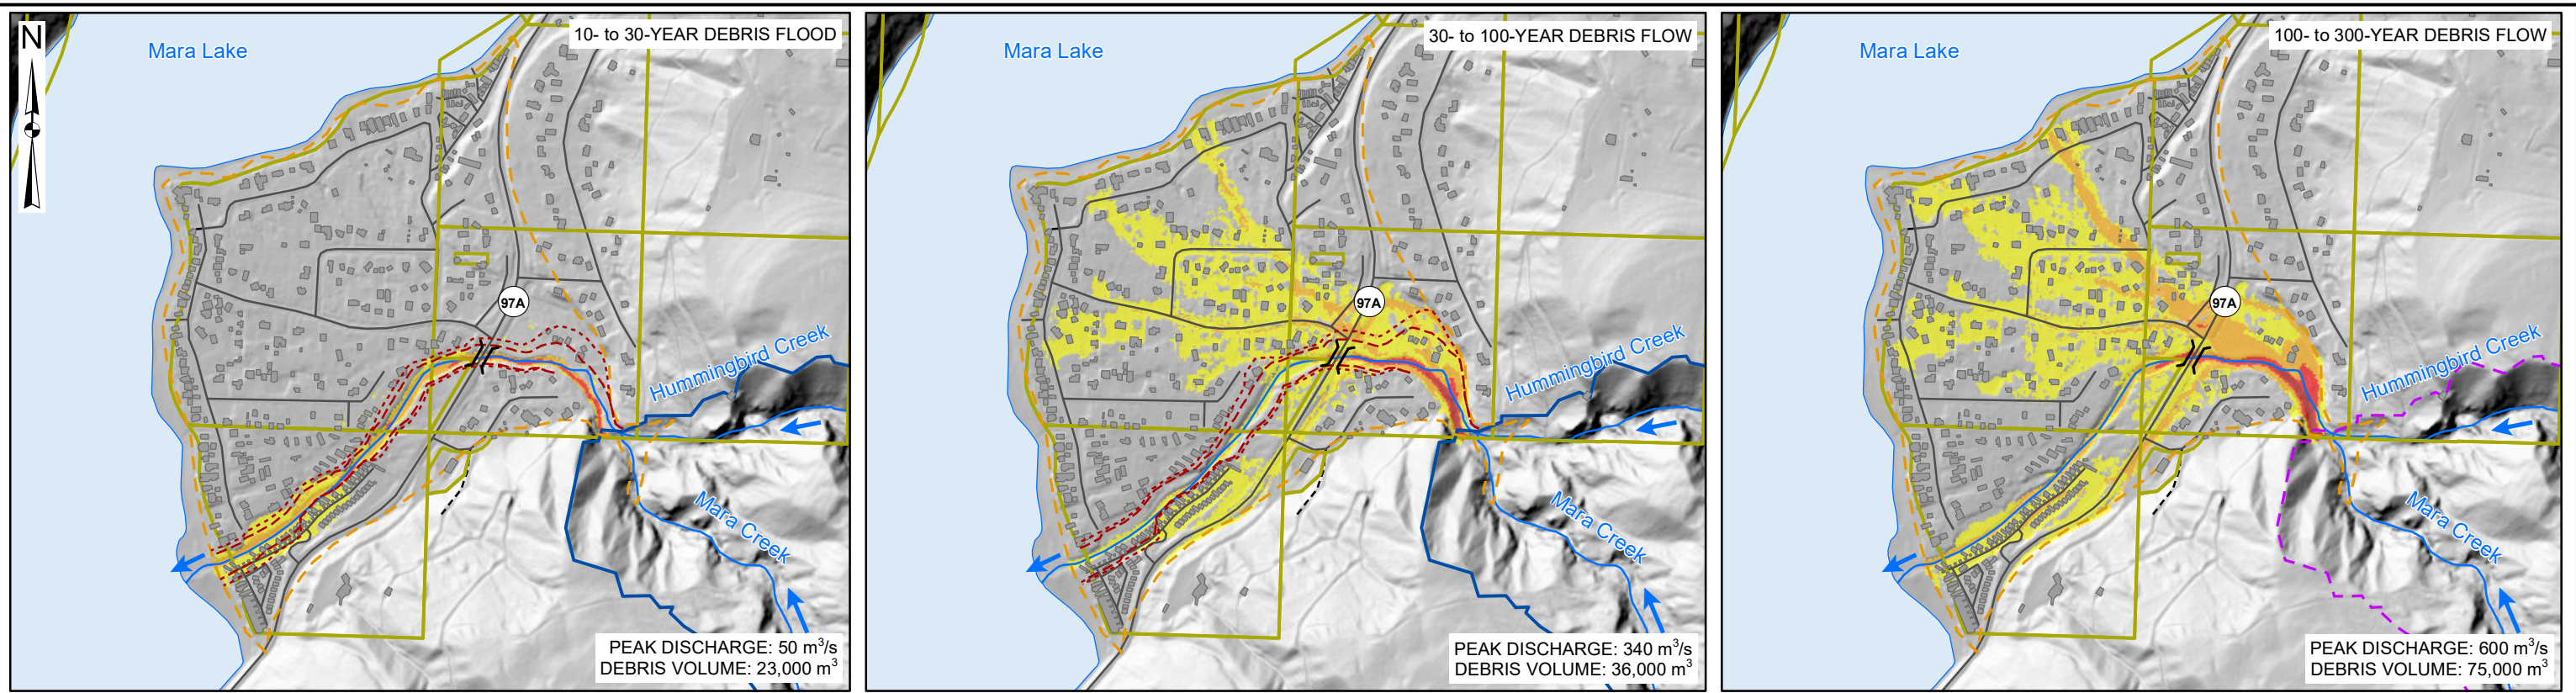 N
Mara Lake
10- to 30-YEAR DEBRIS FLOOD
97A
Hummingbird Creek
Mara Creek
PEAK DISCHARGE: 50 m³/s
DEBRIS VOLUME: 23,000 m³
Mara Lake
30- to 100-YEAR DEBRIS FLOW
97A
Hummingbird Creek
Mara Creek
PEAK DISCHARGE: 340 m³/s
DEBRIS VOLUME: 36,000 m³
Mara Lake
100- to 300-YEAR DEBRIS FLOW
97A
Hummingbird Creek
Mara Creek
PEAK DISCHARGE: 600 m³/s
DEBRIS VOLUME: 75,000 m³